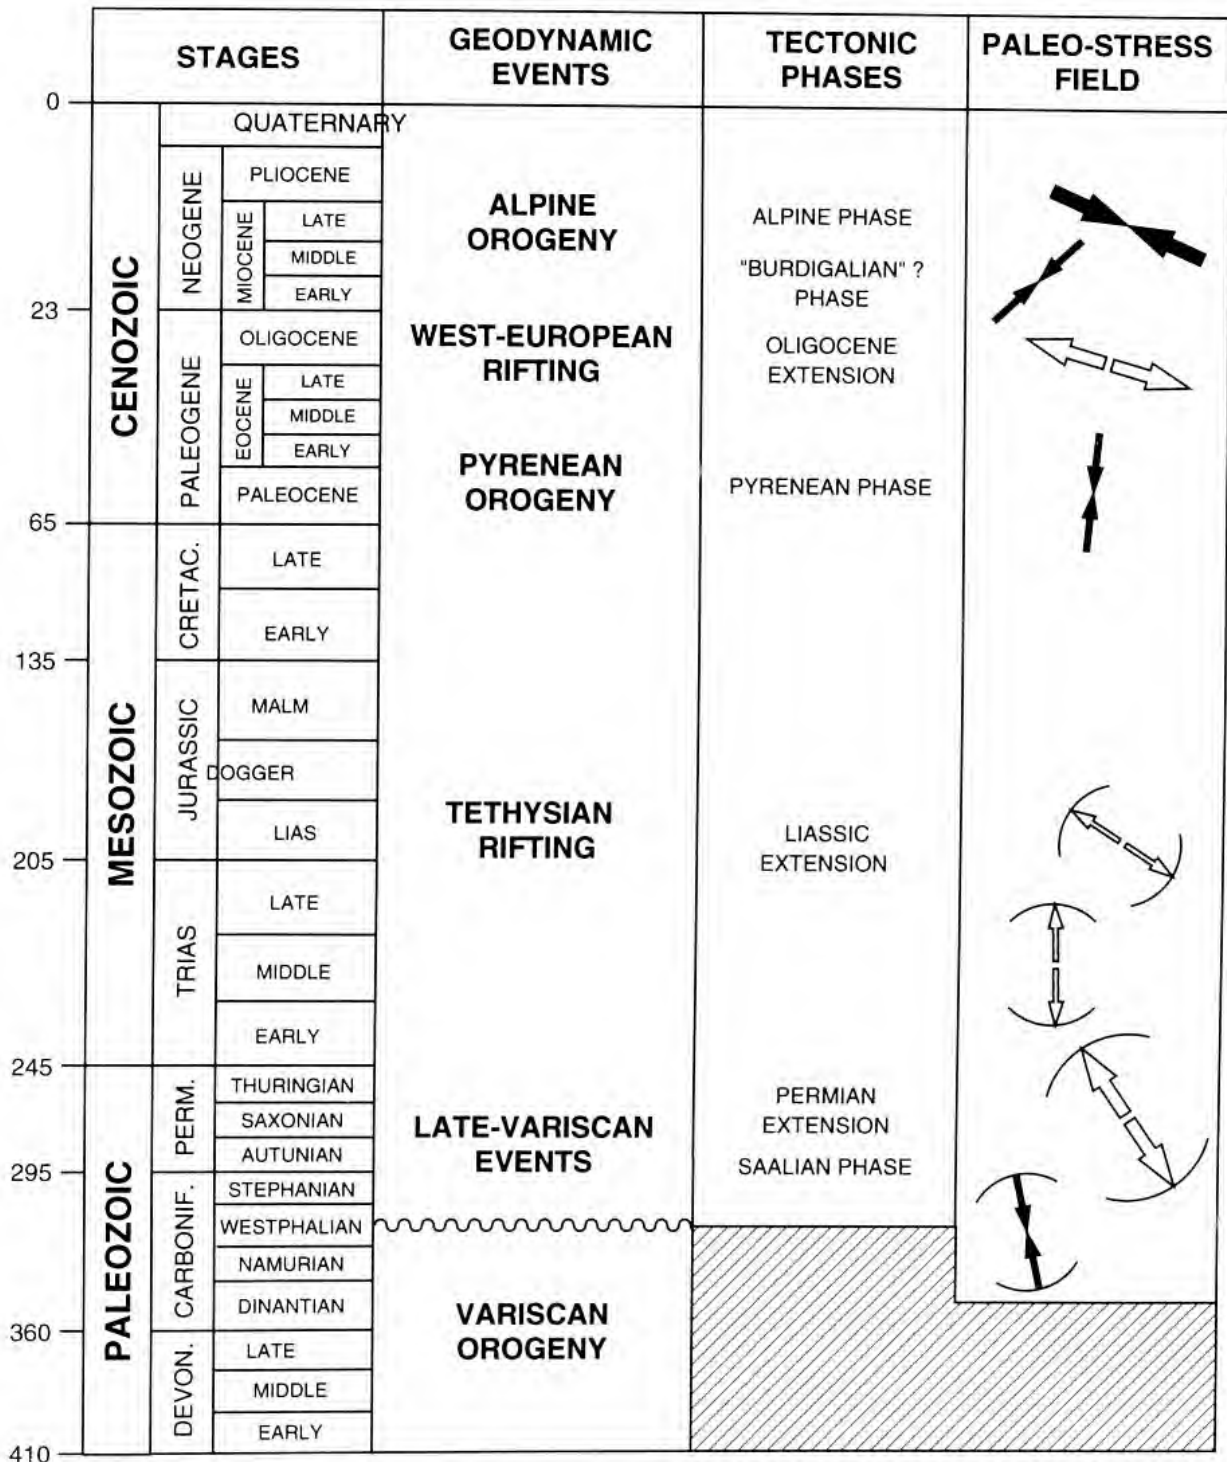 STAGES
GEODYNAMIC
EVENTS
TECTONIC
PHASES
PALEO-STRESS
FIELD
0
23
65
135
205
245
295
360
410
CENOZOIC
MESOZOIC
PALEOZOIC
QUATERNARY
NEOGENE
PLIOCENE
MIOCENE
LATE
MIDDLE
EARLY
PALEOGENE
OLIGOCENE
EOCENE
LATE
MIDDLE
EARLY
PALEOCENE
CRETAC.
LATE
EARLY
JURASSIC
MALM
DOGGER
LIAS
TRIAS
LATE
MIDDLE
EARLY
PERM.
THURINGIAN
SAXONIAN
AUTUNIAN
CARBONIF.
STEPHANIAN
WESTPHALIAN
NAMURIAN
DINANTIAN
DEVON.
LATE
MIDDLE
EARLY
ALPINE
OROGENY
WEST-EUROPEAN
RIFTING
PYRENEAN
OROGENY
TETHYSIAN
RIFTING
LATE-VARISCAN
EVENTS
VARISCAN
OROGENY
ALPINE PHASE
"BURDIGALIAN" ?
PHASE
OLIGOCENE
EXTENSION
PYRENEAN PHASE
LIASSIC
EXTENSION
PERMIAN
EXTENSION
SAALIAN PHASE